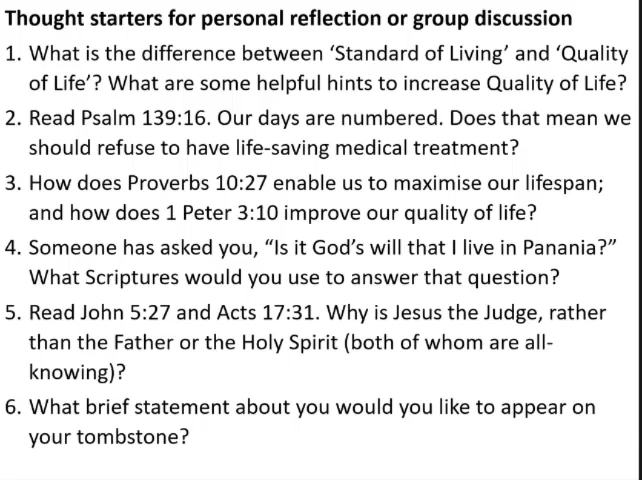 Thought starters for personal reflection or group discussion
1. What is the difference between ‘Standard of Living’ and ‘Quality
of Life’? What are some helpful hints to increase Quality of Life?
2. Read Psalm 139:16. Our days are numbered. Does that mean we
should refuse to have life-saving medical treatment?
3. How does Proverbs 10:27 enable us to maximise our lifespan;
and how does 1 Peter 3:10 improve our quality of life?
4. Someone has asked you, “Is it God’s will that I live in Panania?”
What Scriptures would you use to answer that question?
5. Read John 5:27 and Acts 17:31. Why is Jesus the Judge, rather
than the Father or the Holy Spirit (both of whom are all-
knowing)?
6. What brief statement about you would you like to appear on
your tombstone?